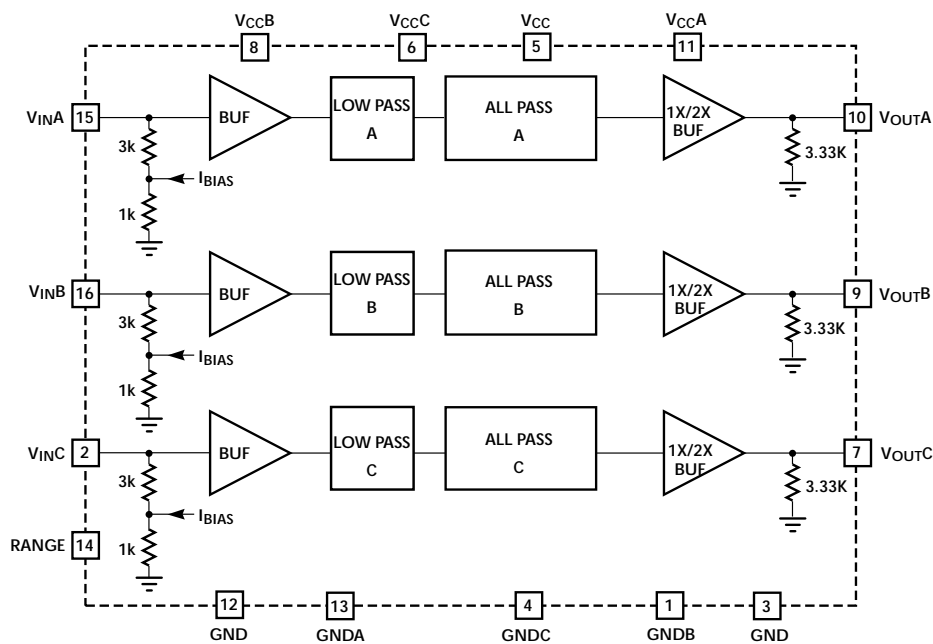 VCCB VCCC VCC VCCA
8 6 5 11
VINA 15 BUF LOW PASS A ALL PASS A 1X/2X BUF 10 VOUTA
3k 3.33K
IBIAS
1k
VINB 16 BUF LOW PASS B ALL PASS B 1X/2X BUF 9 VOUTB
3k 3.33K
IBIAS
1k
VINC 2 BUF LOW PASS C ALL PASS C 1X/2X BUF 7 VOUTC
3k 3.33K
IBIAS
RANGE 14 1k
12 13 4 1 3
GND GNDA GNDC GNDB GND